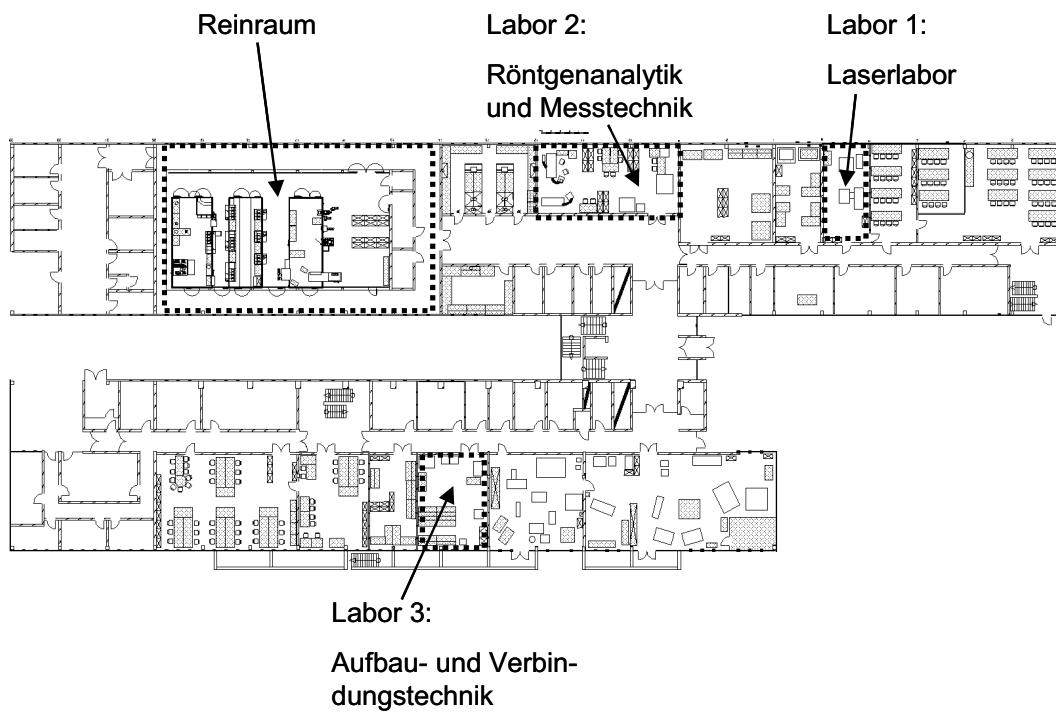 Reinraum
Labor 2:
Röntgenanalytik
und Messtechnik
Labor 1:
Laserlabor
Labor 3:
Aufbau- und Verbin-
dungstechnik